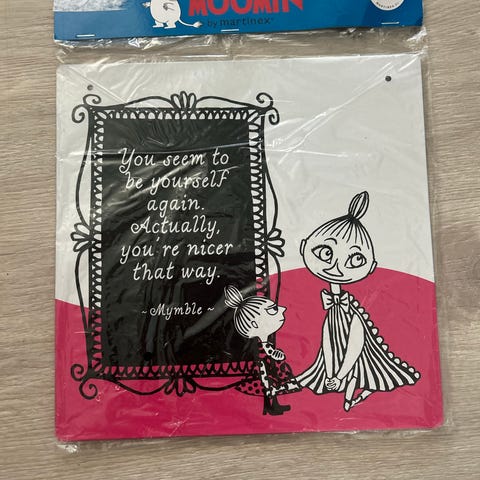 MOOMIN
by martinex
You seem to
be yourself
again.
Actually,
you're nicer
that way.
~Mymble~